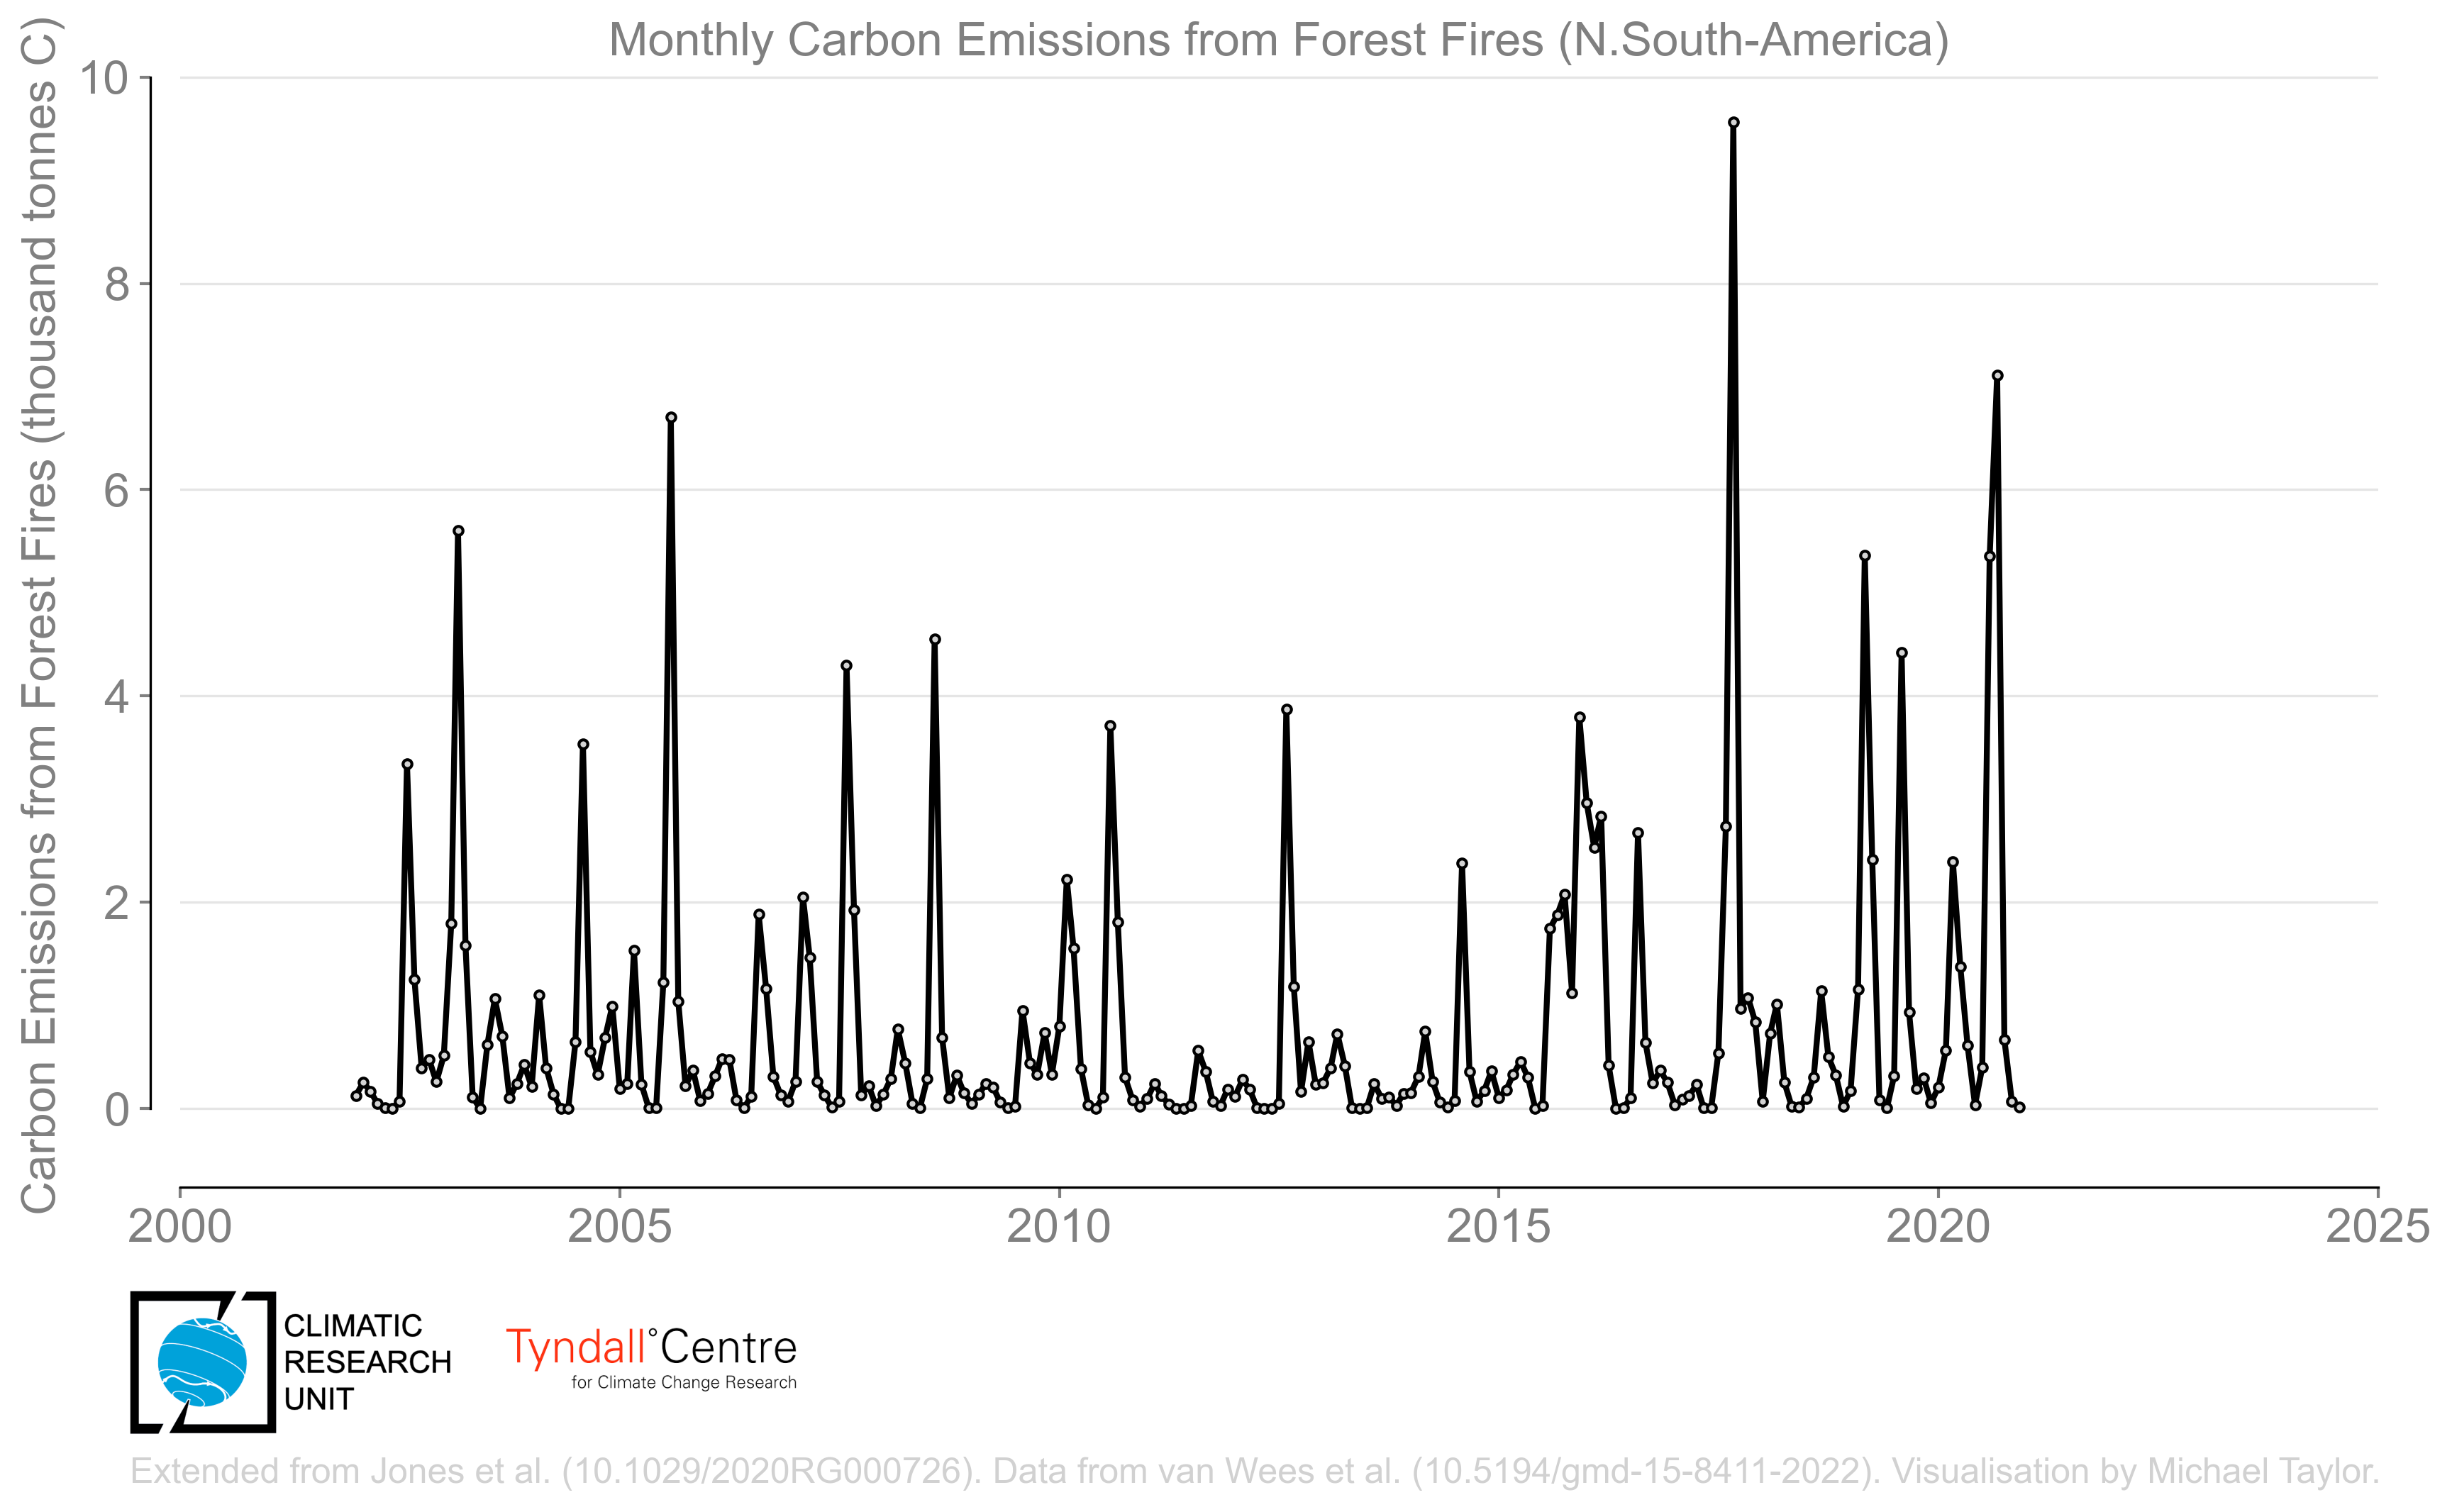 Monthly Carbon Emissions from Forest Fires (N.South-America)
Carbon Emissions from Forest Fires (thousand tonnes C)
10
8
6
4
2
0
2000 2005 2010 2015 2020 2025
CLIMATIC
RESEARCH
UNIT
Tyndall°Centre
for Climate Change Research
Extended from Jones et al. (10.1029/2020RG000726). Data from van Wees et al. (10.5194/gmd-15-8411-2022). Visualisation by Michael Taylor.